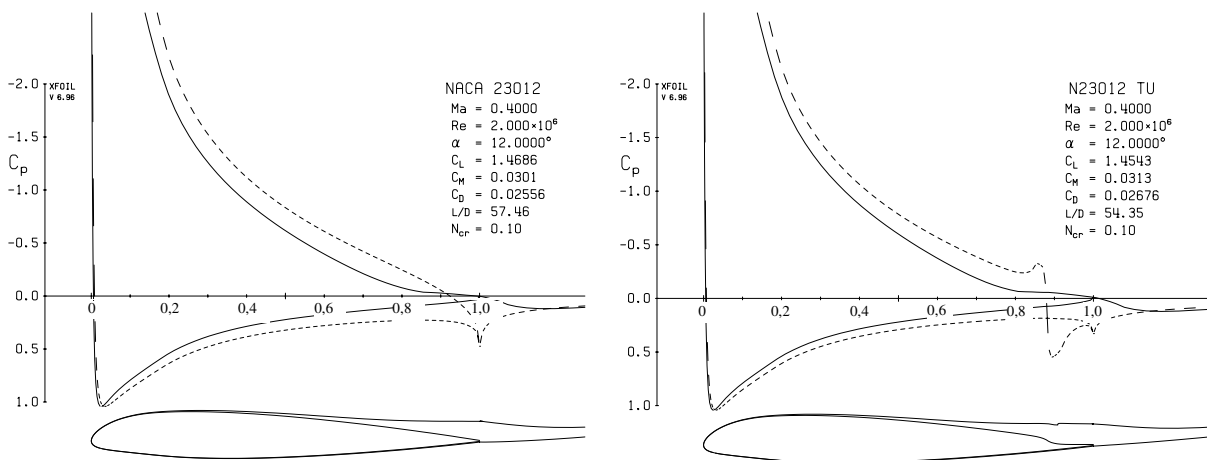 XFOIL
V 6.96
NACA 23012
Ma = 0.4000
Re = 2.000×10⁶
α = 12.0000°
C_L = 1.4686
C_M = 0.0301
C_D = 0.02556
L/D = 57.46
N_cr = 0.10
C_p
-2.0
-1.5
-1.0
-0.5
0.0
0.5
1.0
0
0,2
0,4
0,6
0,8
1.0
XFOIL
V 6.96
N23012 TU
Ma = 0.4000
Re = 2.000×10⁶
α = 12.0000°
C_L = 1.4543
C_M = 0.0313
C_D = 0.02676
L/D = 54.35
N_cr = 0.10
C_p
-2.0
-1.5
-1.0
-0.5
0.0
0.5
1.0
0
0,2
0,4
0,6
0,8
1,0